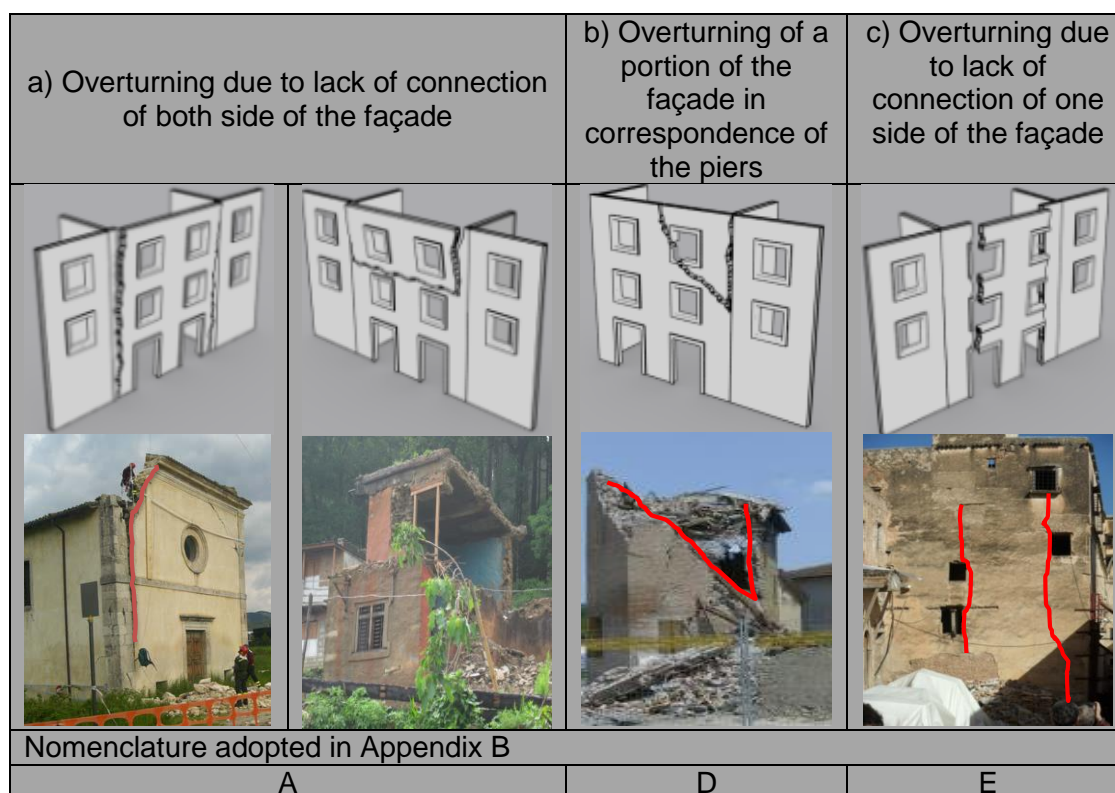 a) Overturning due to lack of connection
of both side of the façade
b) Overturning of a
portion of the
façade in
correspondence of
the piers
c) Overturning due
to lack of
connection of one
side of the façade
Nomenclature adopted in Appendix B
A
D
E